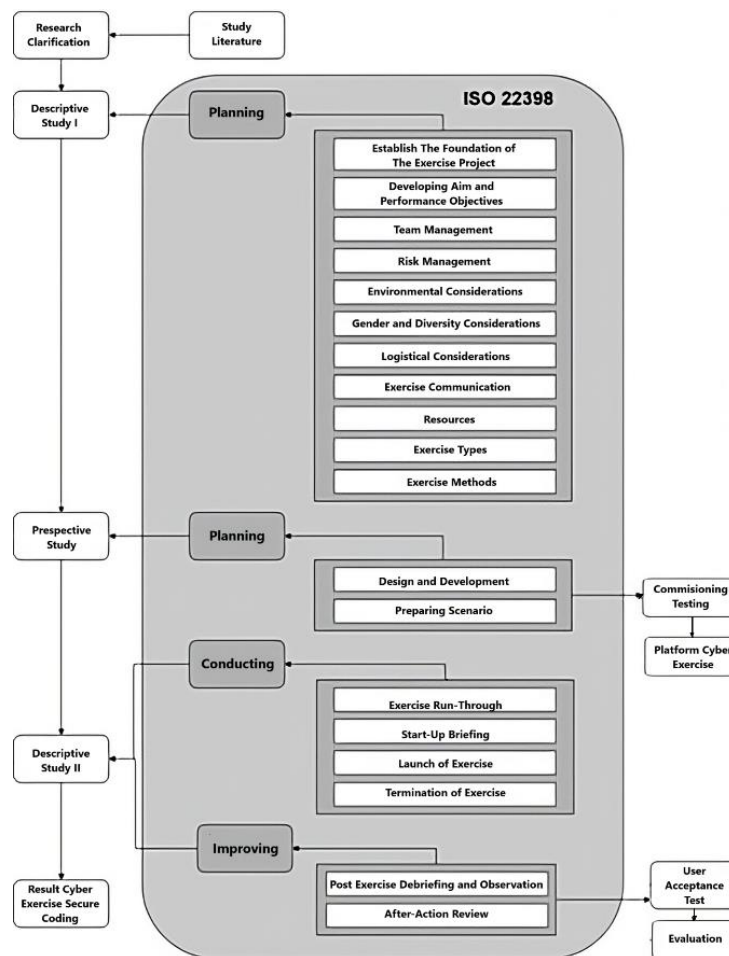 Research
Clarification
Study
Literature
ISO 22398
Descriptive
Study I
Planning
Establish The Foundation of
The Exercise Project
Developing Aim and
Performance Objectives
Team Management
Risk Management
Environmental Considerations
Gender and Diversity Considerations
Logistical Considerations
Exercise Communication
Resources
Exercise Types
Exercise Methods
Prespective
Study
Planning
Design and Development
Preparing Scenario
Commisioning
Testing
Platform Cyber
Exercise
Conducting
Exercise Run-Through
Start-Up Briefing
Launch of Exercise
Termination of Exercise
Descriptive
Study II
Improving
Post Exercise Debriefing and Observation
After-Action Review
User
Acceptance
Test
Evaluation
Result Cyber
Exercise Secure
Coding